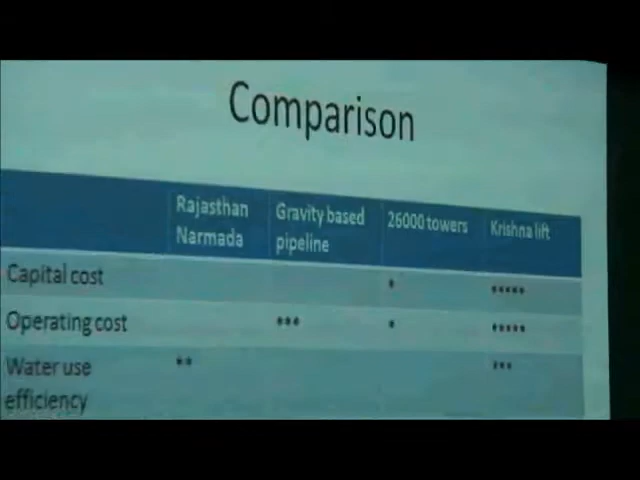 Comparison
Rajasthan Narmada | Gravity based pipeline | 26000 towers | Krishna lift
Capital cost | | | * | *****
Operating cost | | *** | * | *****
Water use efficiency | ** | | | ***